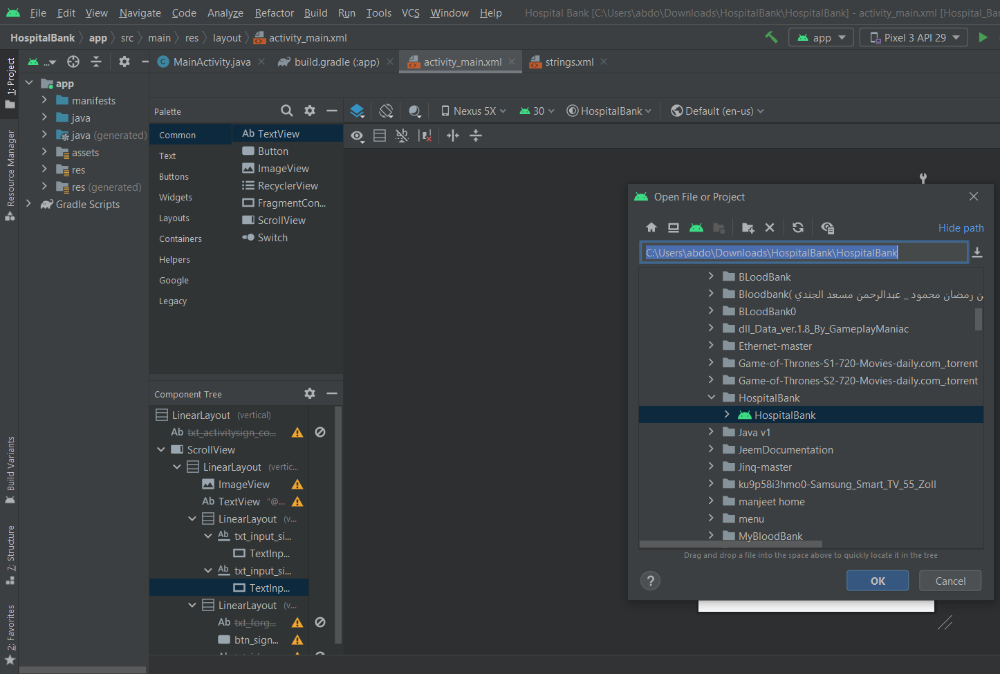 File Edit View Navigate Code Analyze Refactor Build Run Tools VCS Window Help Hospital Bank [C:\Users\abdo\Downloads\HospitalBank\HospitalBank] - activity_main.xml [Hospital_Ban
HospitalBank app src main res layout activity_main.xml
app Pixel 3 API 29
1: Project
Resource Manager
Build Variants
7: Structure
2: Favorites
...
MainActivity.java build.gradle (:app) activity_main.xml strings.xml
app
manifests
java
java (generated)
assets
res
res (generated)
Gradle Scripts
Palette
Common
Text
Buttons
Widgets
Layouts
Containers
Helpers
Google
Legacy
Ab TextView
Button
ImageView
RecyclerView
FragmentCon...
ScrollView
Switch
Nexus 5X 30 HospitalBank Default (en-us)
Component Tree
LinearLayout (vertical)
Ab txt_activitysign_co...
ScrollView
LinearLayout (vertic...
ImageView
Ab TextView "@...
LinearLayout (v...
Ab txt_input_si...
TextInp...
Ab txt_input_si...
TextInp...
LinearLayout (v...
Ab txt_forg...
btn_sign...
Open File or Project
Hide path
C:\Users\abdo\Downloads\HospitalBank\HospitalBank
BLoodBank
Bloodbank( ن رمضان محمود _ عبدالرحمن مسعد الجندي
BLoodBank0
dll_Data_ver.1.8_By_GameplayManiac
Ethernet-master
Game-of-Thrones-S1-720-Movies-daily.com_.torrent
Game-of-Thrones-S2-720-Movies-daily.com_.torrent
HospitalBank
HospitalBank
Java v1
JeemDocumentation
Jinq-master
ku9p58i3hmo0-Samsung_Smart_TV_55_Zoll
manjeet home
menu
MyBloodBank
Drag and drop a file into the space above to quickly locate it in the tree
? OK Cancel